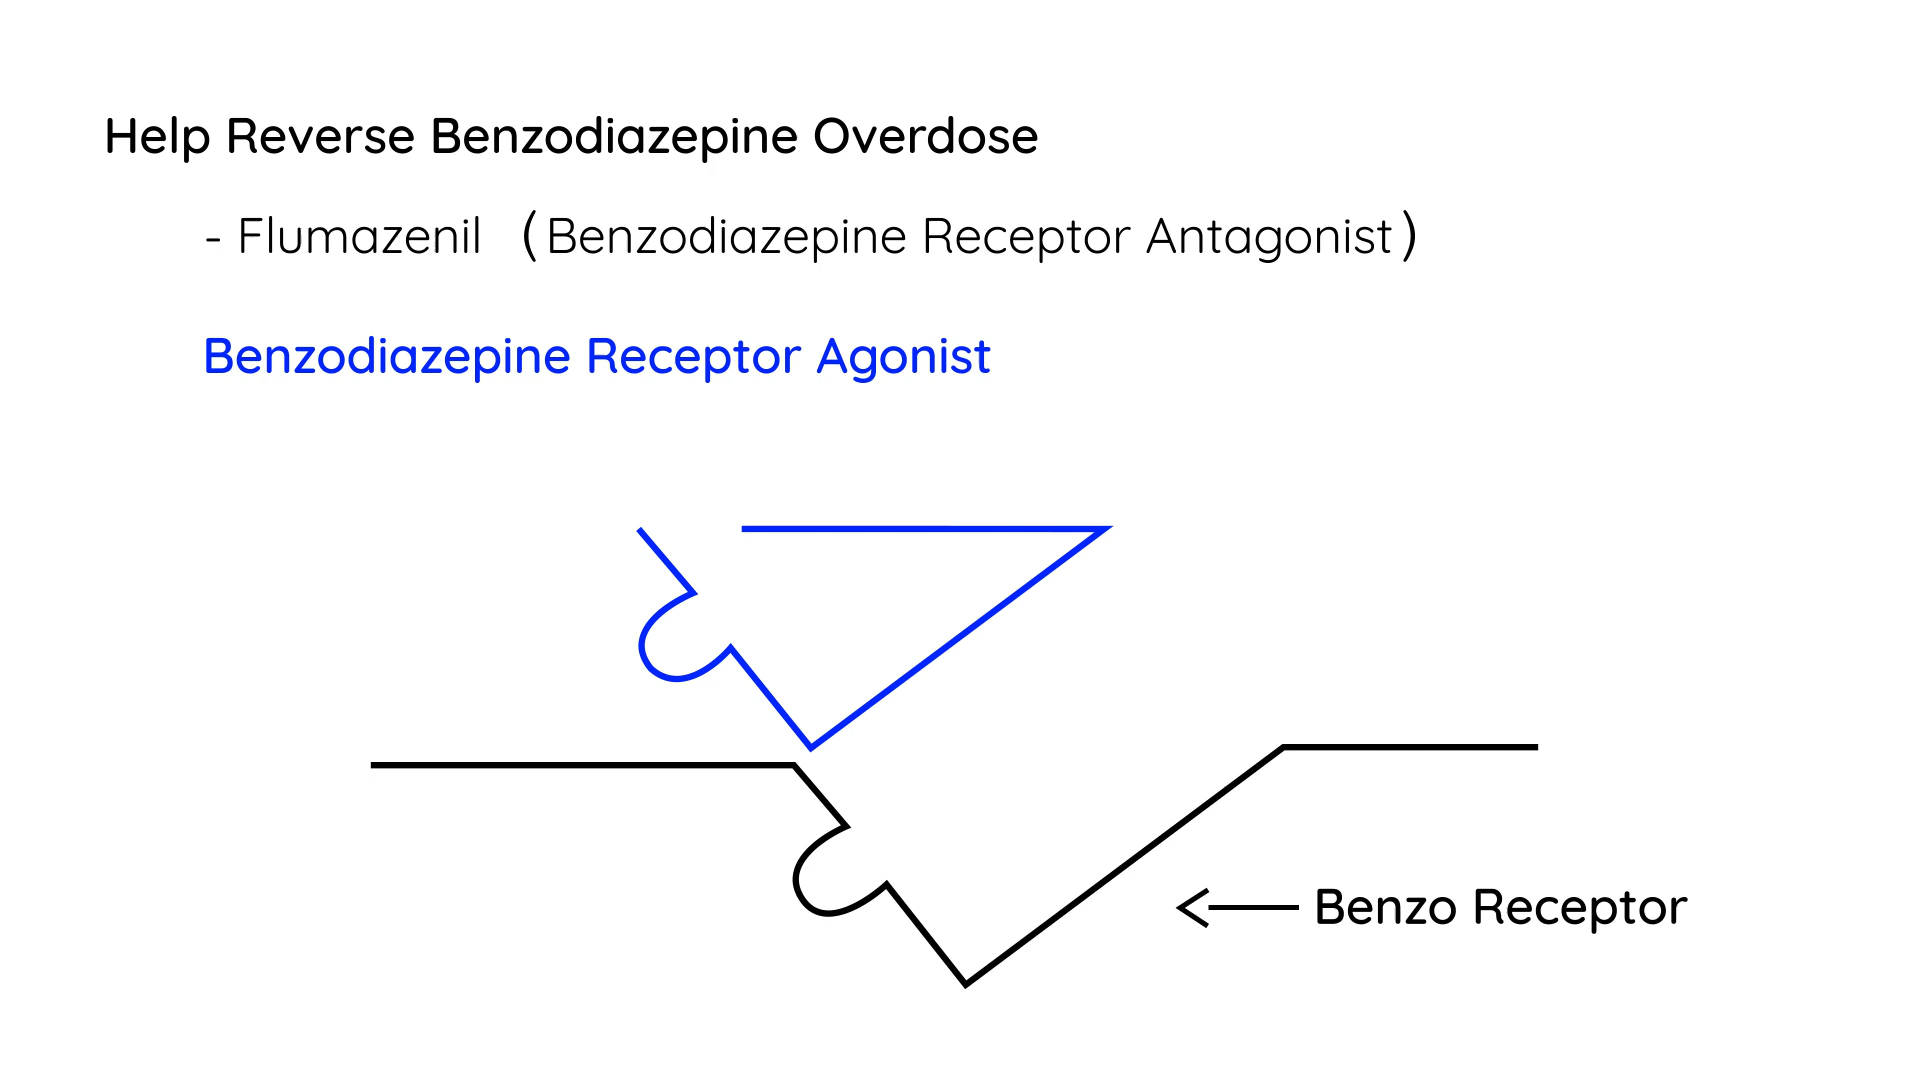 Help Reverse Benzodiazepine Overdose
- Flumazenil (Benzodiazepine Receptor Antagonist)
Benzodiazepine Receptor Agonist
Benzo Receptor